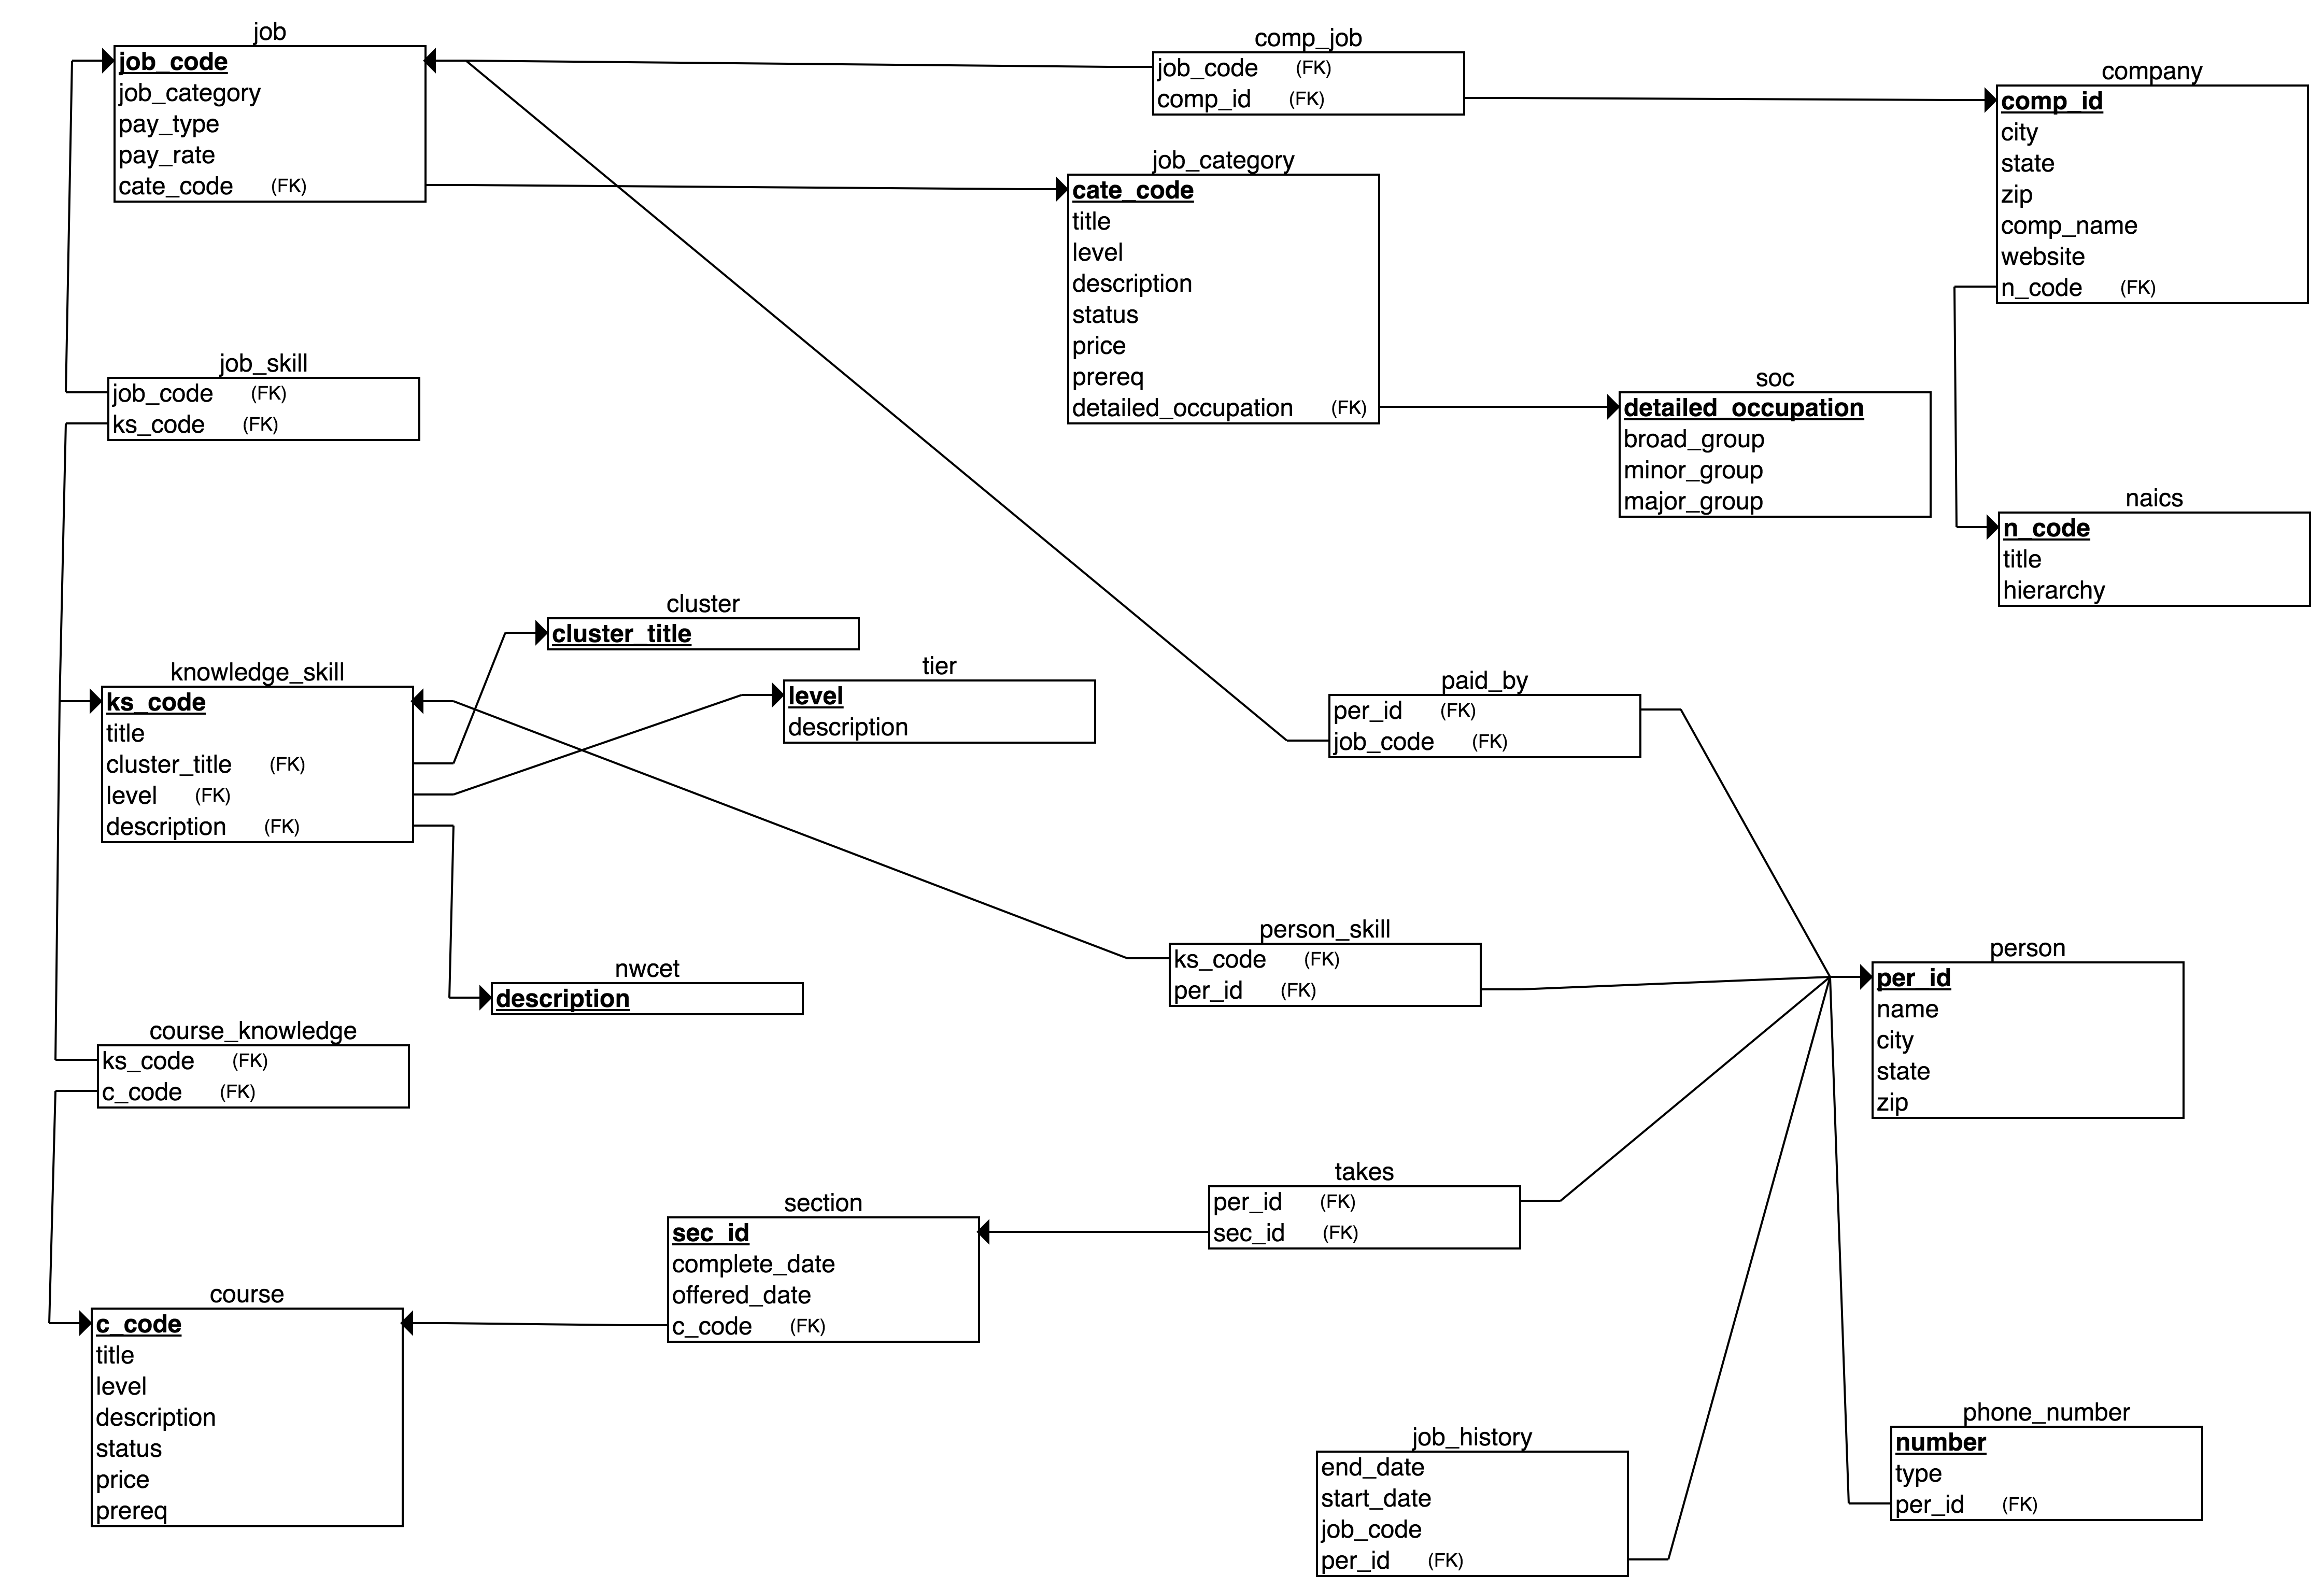 job
job_code
job_category
pay_type
pay_rate
cate_code (FK)
comp_job
job_code (FK)
comp_id (FK)
company
comp_id
city
state
zip
comp_name
website
n_code (FK)
job_category
cate_code
title
level
description
status
price
prereq
detailed_occupation (FK)
job_skill
job_code (FK)
ks_code (FK)
soc
detailed_occupation
broad_group
minor_group
major_group
naics
n_code
title
hierarchy
cluster
cluster_title
knowledge_skill
ks_code
title
cluster_title (FK)
level (FK)
description (FK)
tier
level
description
paid_by
per_id (FK)
job_code (FK)
person_skill
ks_code (FK)
per_id (FK)
person
per_id
name
city
state
zip
nwcet
description
course_knowledge
ks_code (FK)
c_code (FK)
takes
per_id (FK)
sec_id (FK)
section
sec_id
complete_date
offered_date
c_code (FK)
course
c_code
title
level
description
status
price
prereq
job_history
end_date
start_date
job_code
per_id (FK)
phone_number
number
type
per_id (FK)